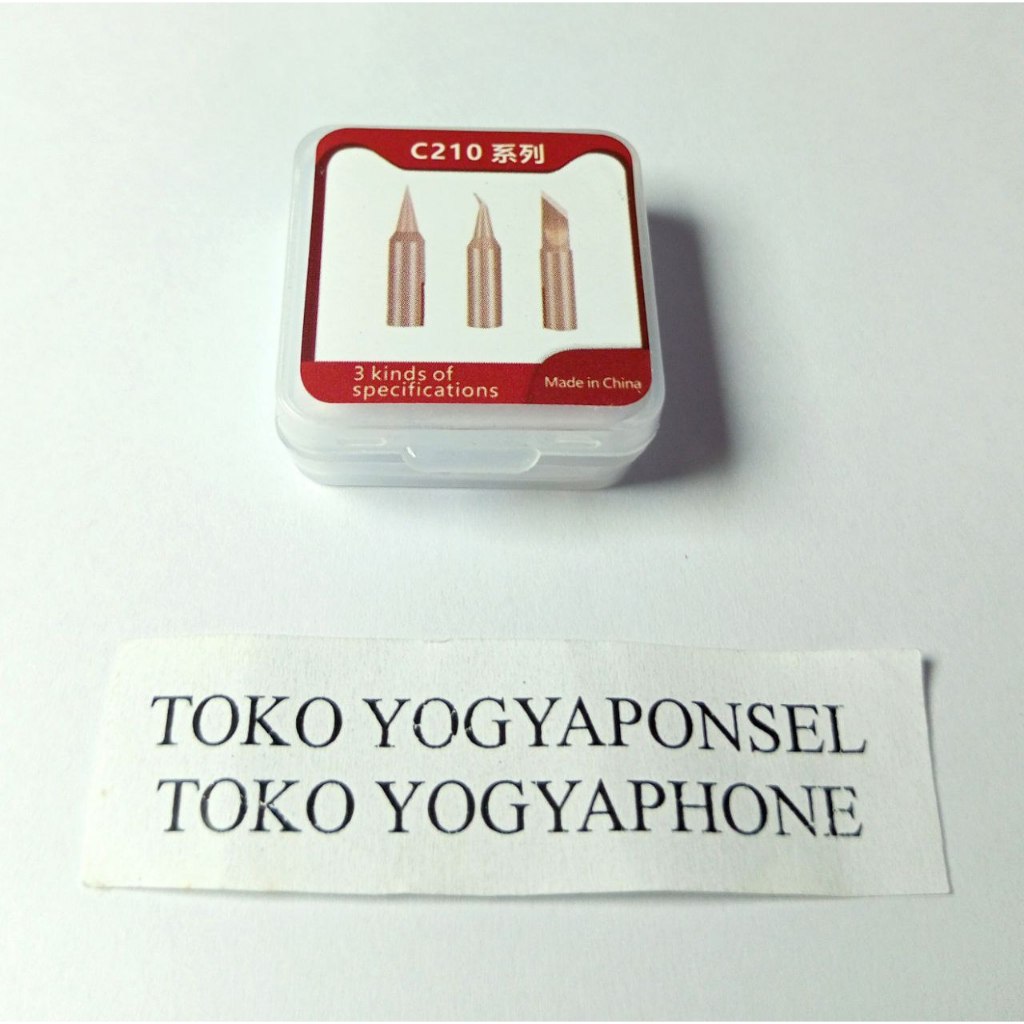 C210 系列
3 kinds of
specifications
Made in China
TOKO YOGYAPONSEL
TOKO YOGYAPHONE